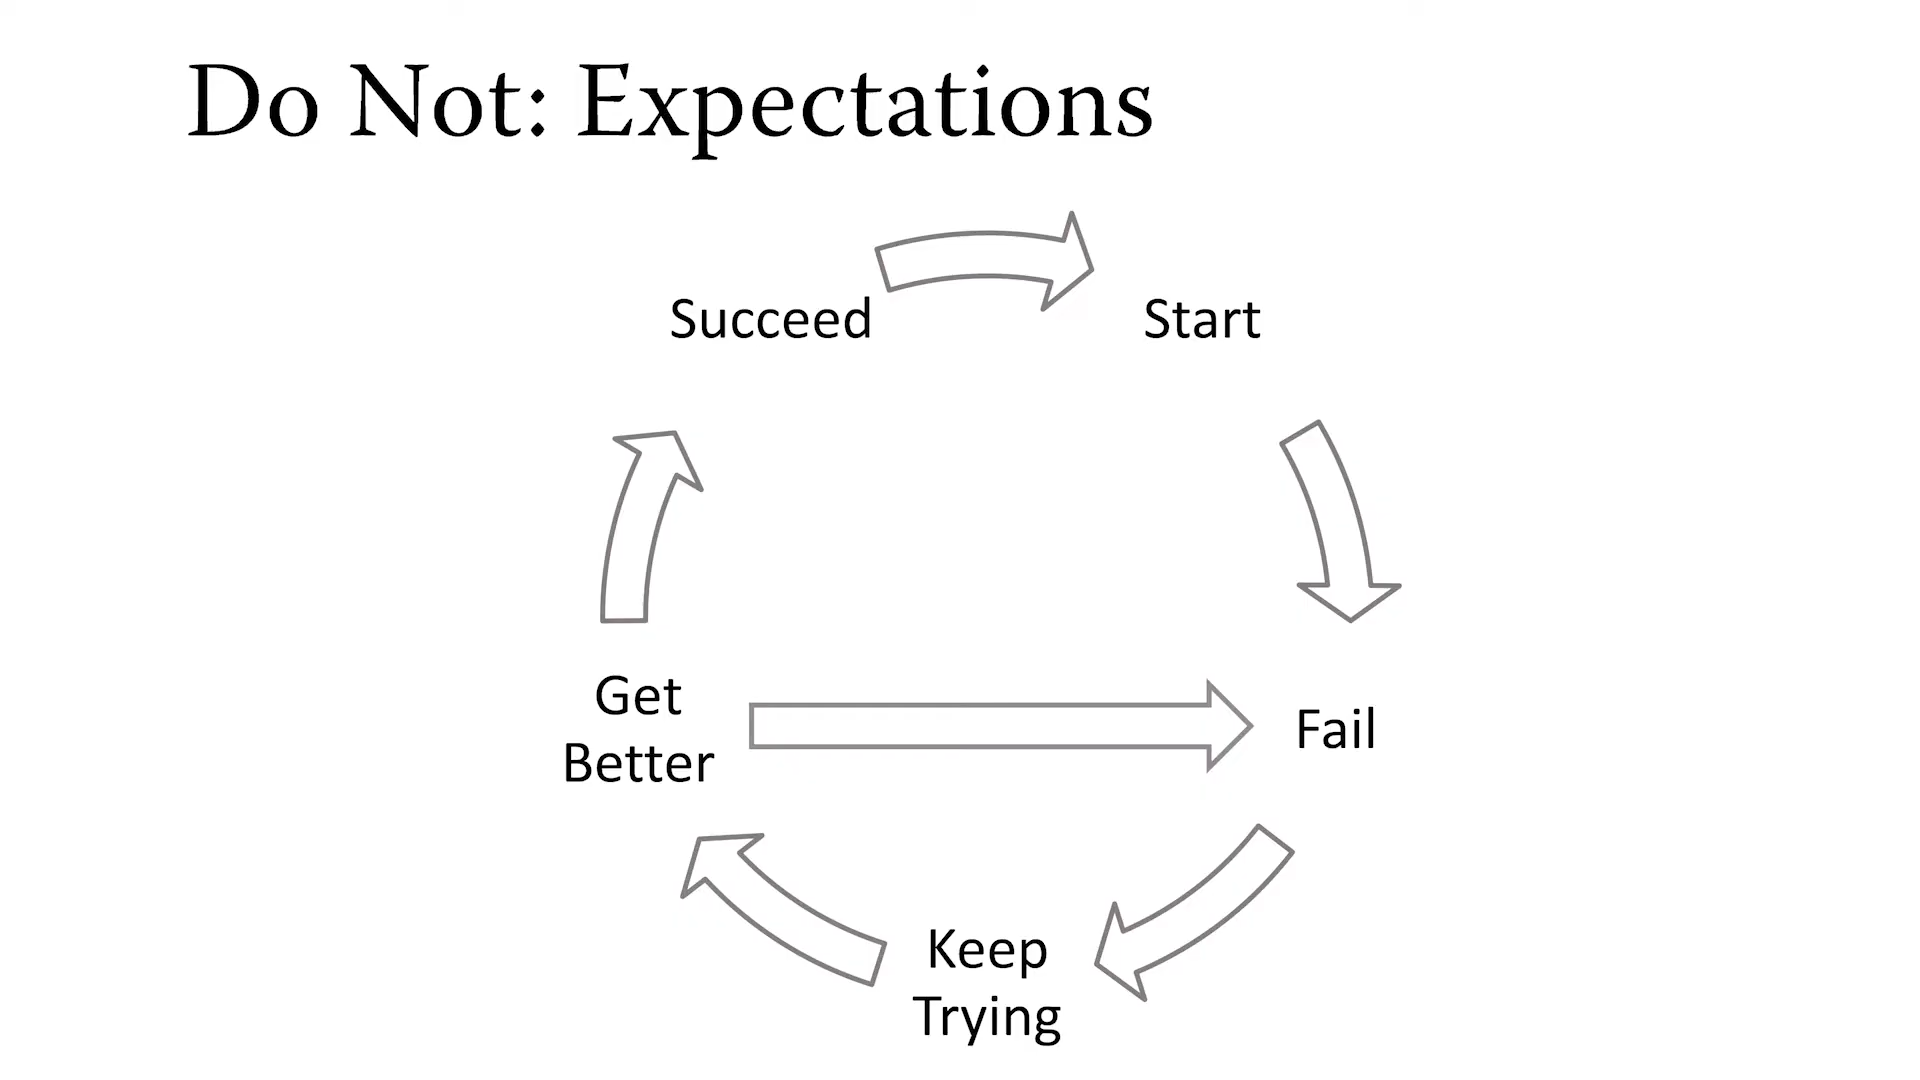 Do Not: Expectations
Succeed
Start
Get
Better
Fail
Keep
Trying